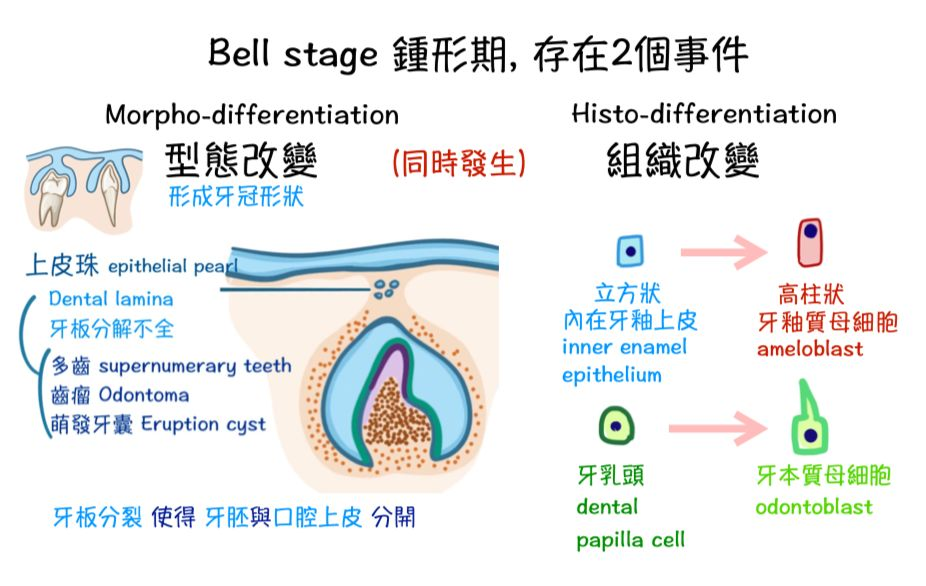 Bell stage 鍾形期, 存在2個事件
Morpho-differentiation
型態改變
形成牙冠形狀
(同時發生)
Histo-differentiation
組織改變
上皮珠 epithelial pearl
Dental lamina
牙板分解不全
多齒 supernumerary teeth
齒瘤 Odontoma
萌發牙囊 Eruption cyst
牙板分裂 使得 牙胚與口腔上皮 分開
立方狀
內在牙釉上皮
inner enamel
epithelium
高柱狀
牙釉質母細胞
ameloblast
牙乳頭
dental
papilla cell
牙本質母細胞
odontoblast